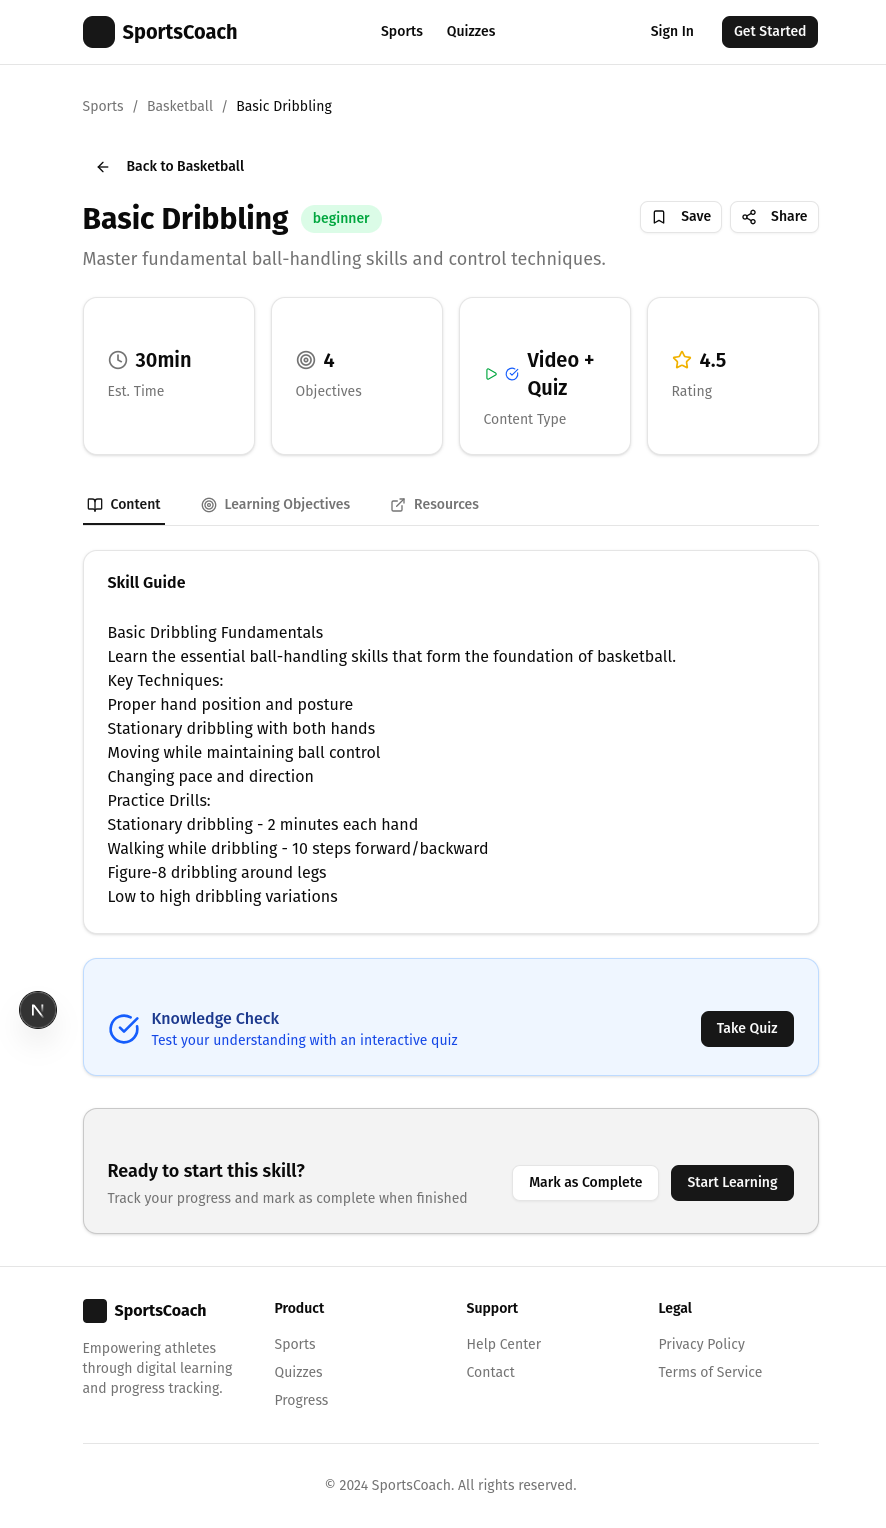 SportsCoach
Sports
Quizzes
Sign In
Get Started
Sports / Basketball / Basic Dribbling
Back to Basketball
Basic Dribbling
beginner
Save
Share
Master fundamental ball-handling skills and control techniques.
30min
Est. Time
4
Objectives
Video +
Quiz
Content Type
4.5
Rating
Content
Learning Objectives
Resources
Skill Guide
Basic Dribbling Fundamentals
Learn the essential ball-handling skills that form the foundation of basketball.
Key Techniques:
Proper hand position and posture
Stationary dribbling with both hands
Moving while maintaining ball control
Changing pace and direction
Practice Drills:
Stationary dribbling - 2 minutes each hand
Walking while dribbling - 10 steps forward/backward
Figure-8 dribbling around legs
Low to high dribbling variations
N
Knowledge Check
Test your understanding with an interactive quiz
Take Quiz
Ready to start this skill?
Track your progress and mark as complete when finished
Mark as Complete
Start Learning
SportsCoach
Empowering athletes
through digital learning
and progress tracking.
Product
Sports
Quizzes
Progress
Support
Help Center
Contact
Legal
Privacy Policy
Terms of Service
© 2024 SportsCoach. All rights reserved.